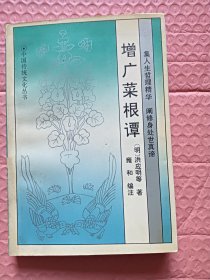 集人生哲理精华 阐修身处世真谛
增广菜根谭
〔明〕洪应明等 著
雍和 编注
中国传统文化丛书